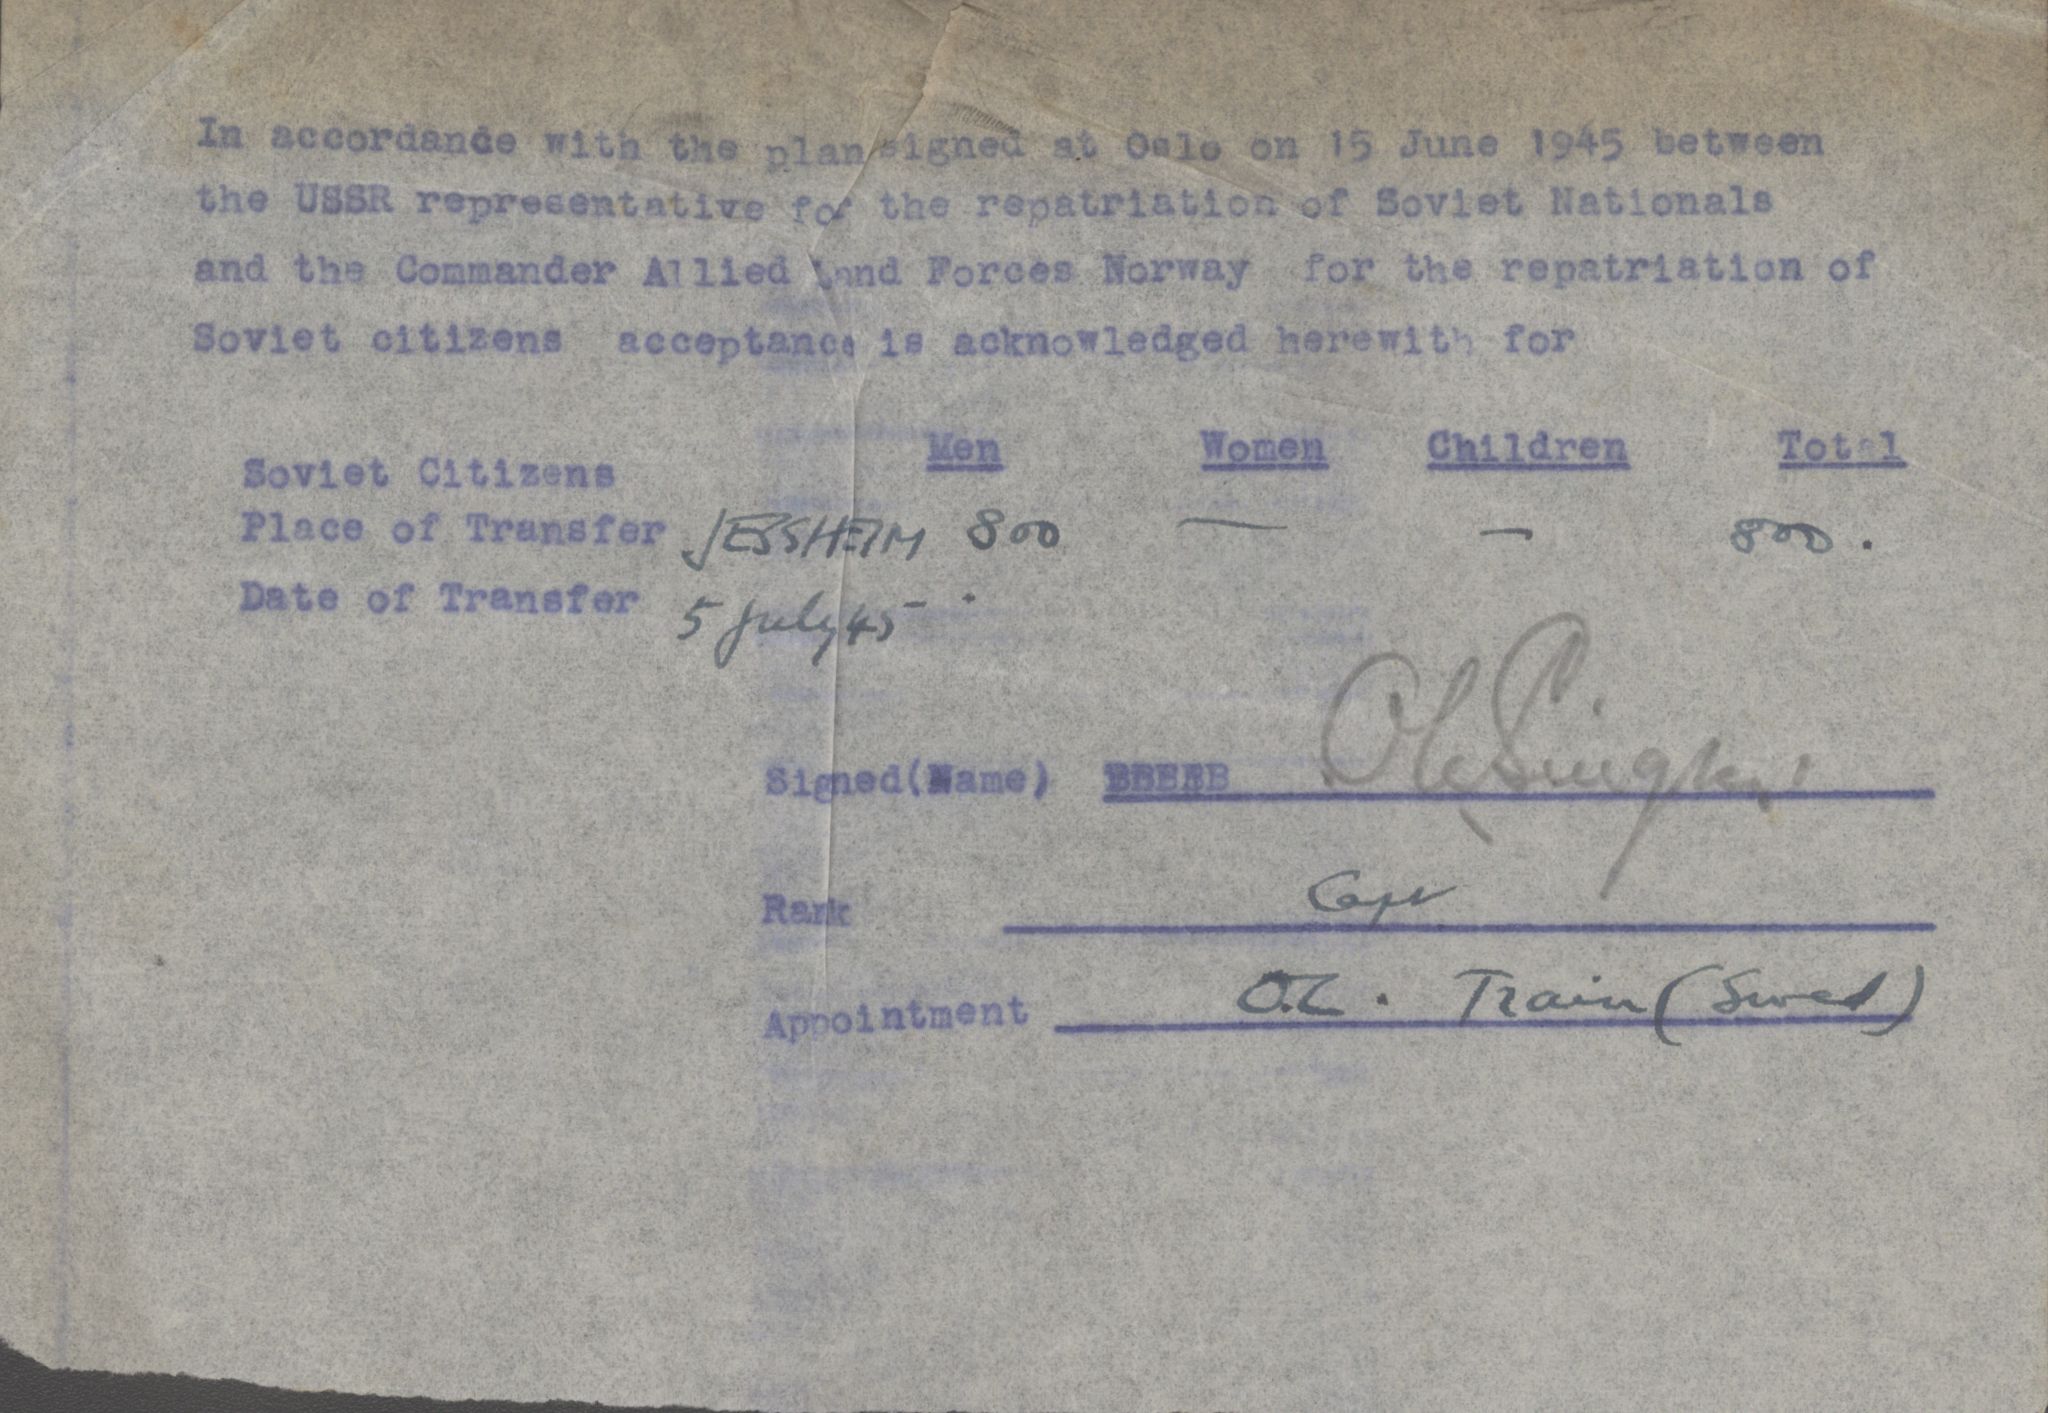 In accordance with the plan signed at Oslo on 15 June 1945 between
the USSR representative for the repatriation of Soviet Nationals
and the Commander Allied Land Forces Norway for the repatriation of
Soviet citizens acceptance is acknowledged herewith for
Men Women Children Total
Soviet Citizens
Place of Transfer JESSHEIM 800 — — 800.
Date of Transfer 5 July 45
Signed(Name)
Rank Capt
Appointment O.C. Train (Swed)